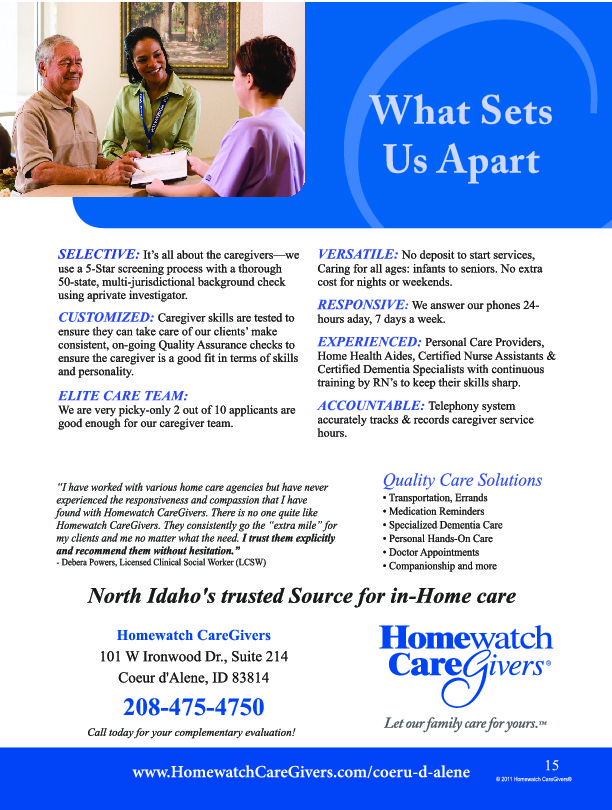 What Sets
Us Apart
SELECTIVE: It's all about the caregivers—we
use a 5-Star screening process with a thorough
50-state, multi-jurisdictional background check
using aprivate investigator.
CUSTOMIZED: Caregiver skills are tested to
ensure they can take care of our clients’ make
consistent, on-going Quality Assurance checks to
ensure the caregiver is a good fit in terms of skills
and personality.
ELITE CARE TEAM:
We are very picky-only 2 out of 10 applicants are
good enough for our caregiver team.
VERSATILE: No deposit to start services,
Caring for all ages: infants to seniors. No extra
cost for nights or weekends.
RESPONSIVE: We answer our phones 24-
hours aday, 7 days a week.
EXPERIENCED: Personal Care Providers,
Home Health Aides, Certified Nurse Assistants &
Certified Dementia Specialists with continuous
training by RN's to keep their skills sharp.
ACCOUNTABLE: Telephony system
accurately tracks & records caregiver service
hours.
“I have worked with various home care agencies but have never
experienced the responsiveness and compassion that I have
found with Homewatch CareGivers. There is no one quite like
Homewatch CareGivers. They consistently go the “extra mile” for
my clients and me no matter what the need. I trust them explicitly
and recommend them without hesitation.”
- Debera Powers, Licensed Clinical Social Worker (LCSW)
Quality Care Solutions
• Transportation, Errands
• Medication Reminders
• Specialized Dementia Care
• Personal Hands-On Care
• Doctor Appointments
• Companionship and more
North Idaho's trusted Source for in-Home care
Homewatch CareGivers
101 W Ironwood Dr., Suite 214
Coeur d'Alene, ID 83814
208-475-4750
Call today for your complementary evaluation!
Homewatch
CareGivers®
Let our family care for yours.™
www.HomewatchCareGivers.com/coeru-d-alene
15
© 2011 Homewatch CareGivers®